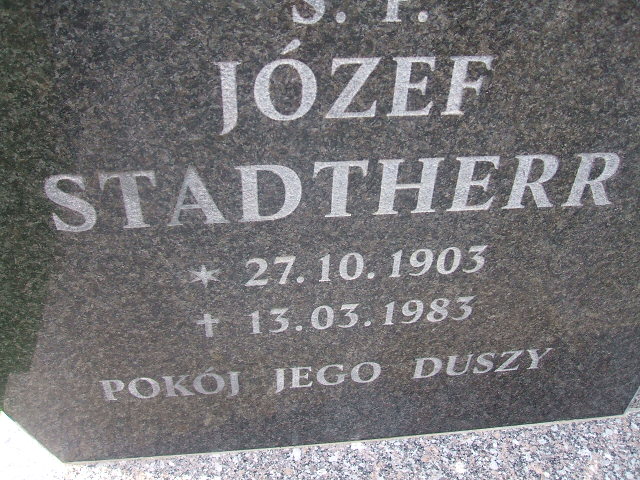 Ś. P.
JÓZEF
STADTHERR
* 27.10.1903
✝ 13.03.1983
POKÓJ JEGO DUSZY